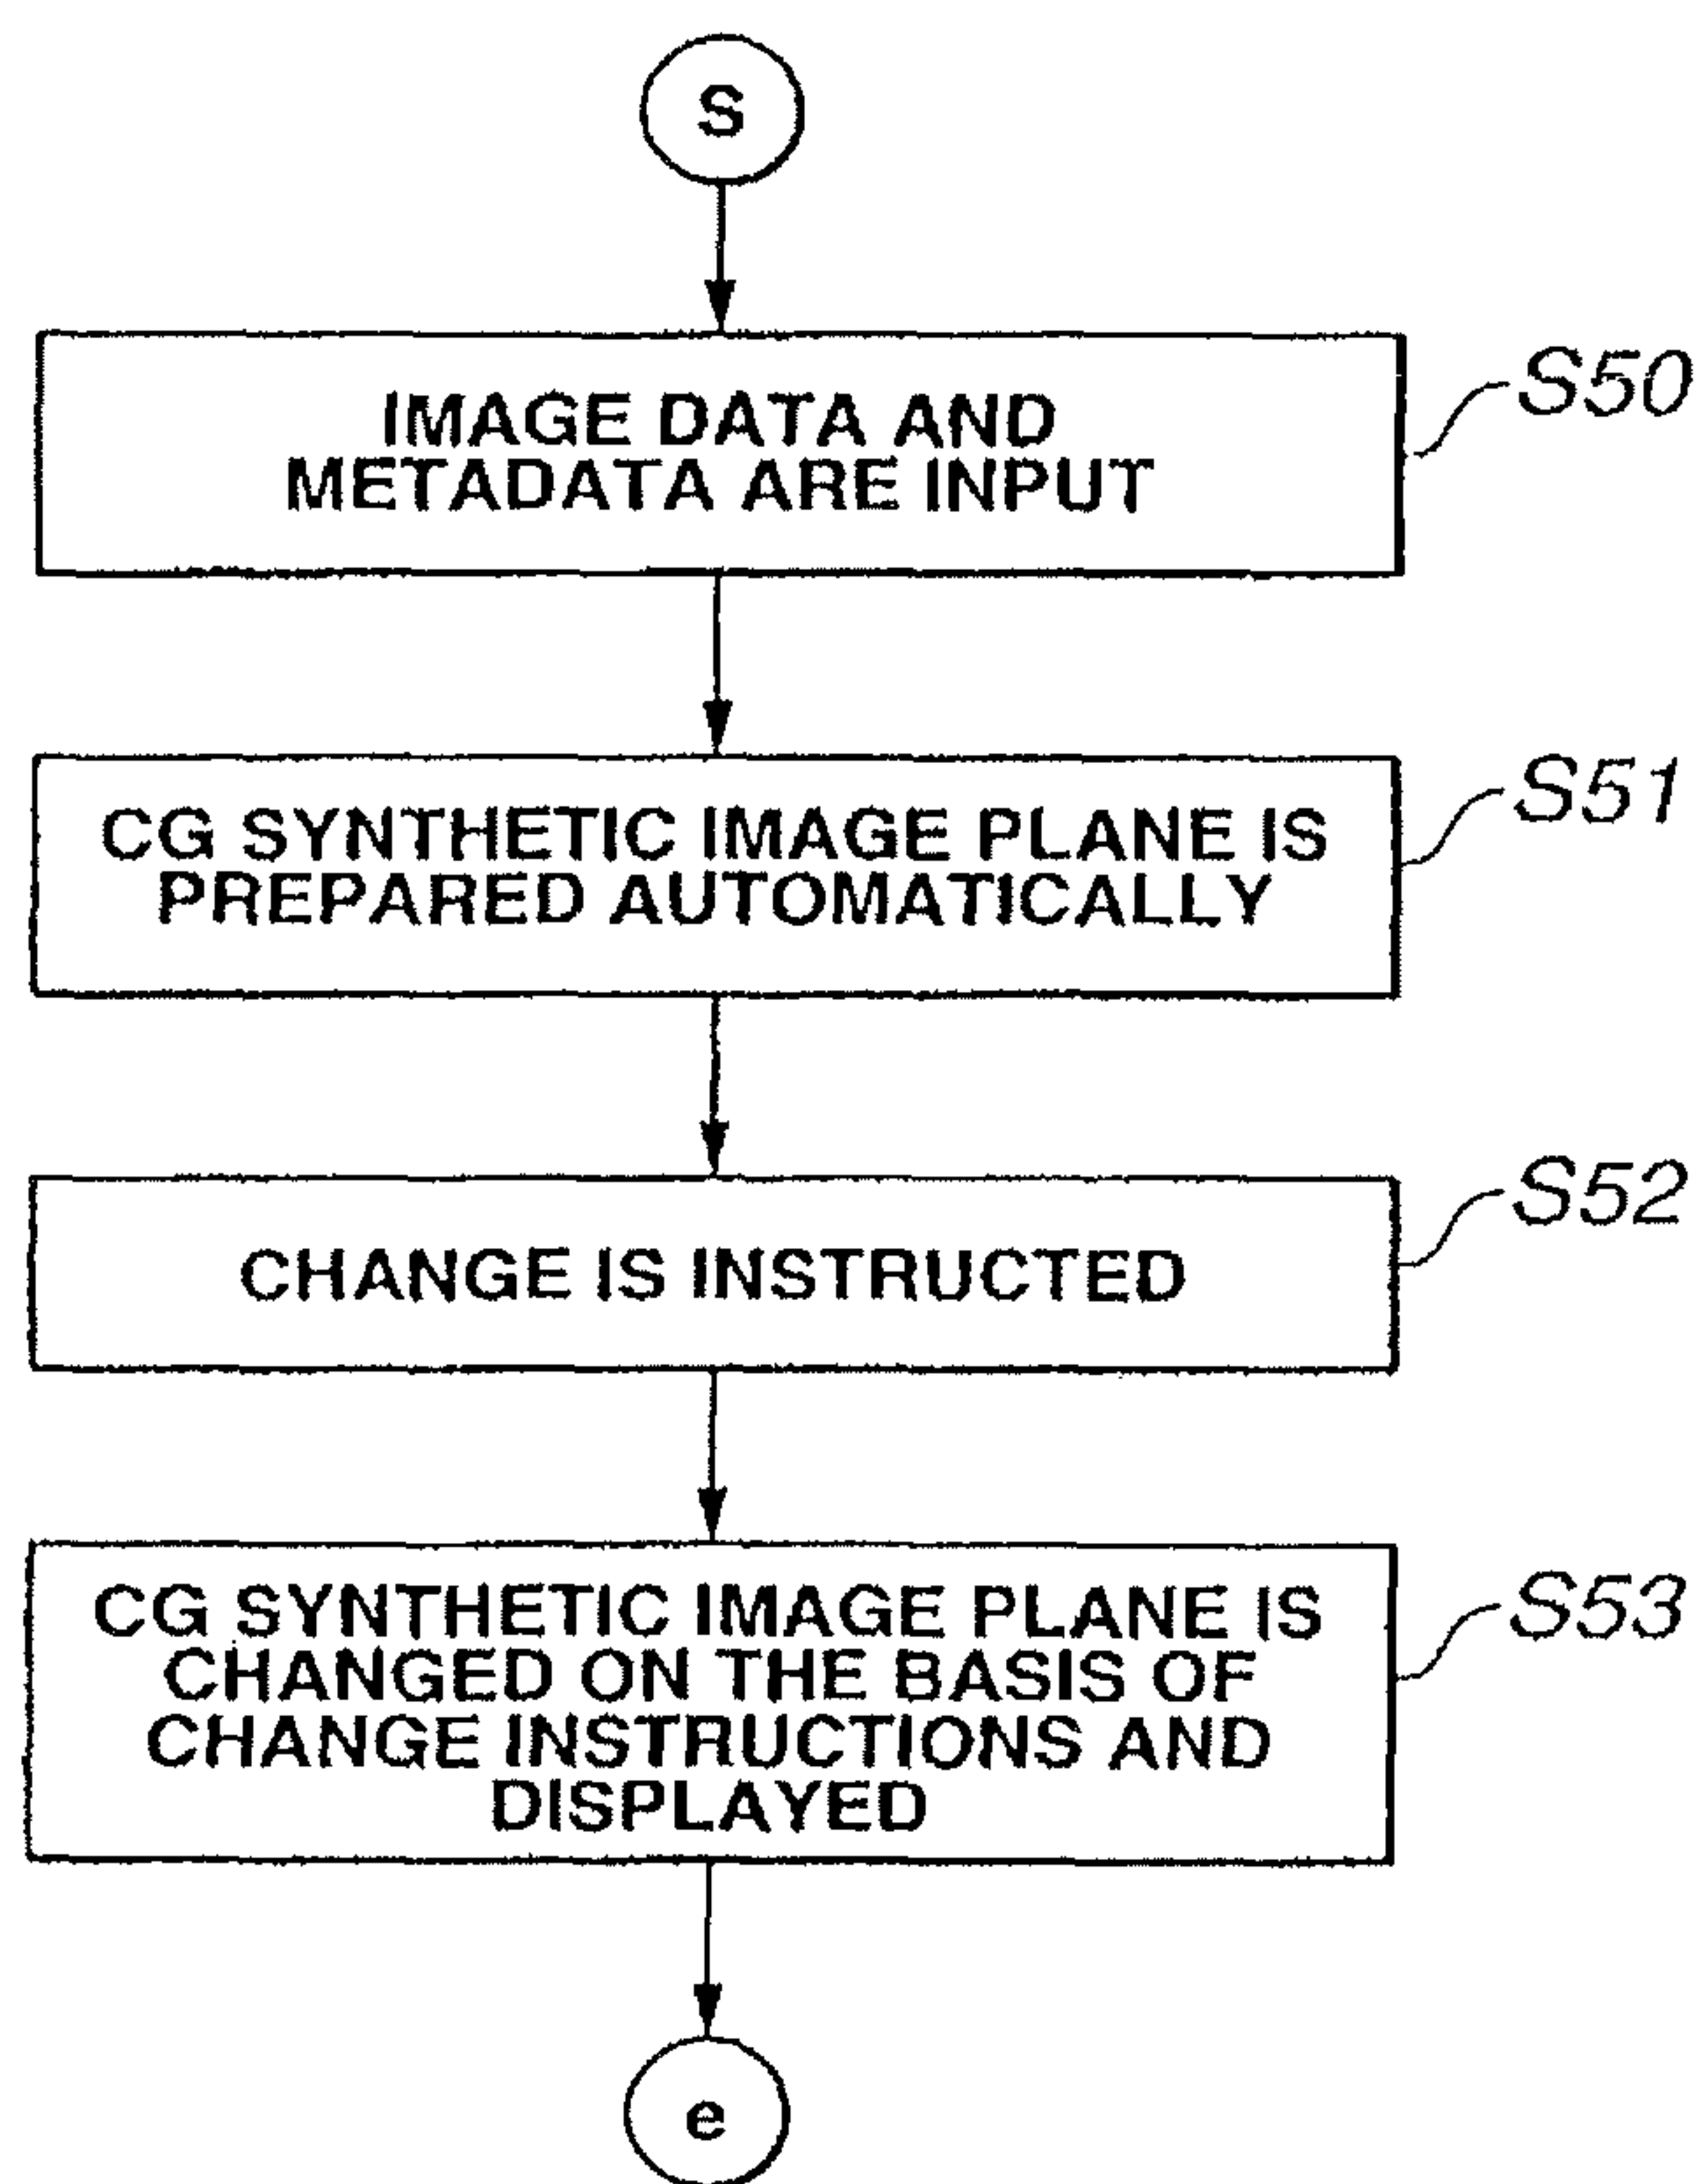 S
IMAGE DATA AND
METADATA ARE INPUT
S50
CG SYNTHETIC IMAGE PLANE IS
PREPARED AUTOMATICALLY
S51
CHANGE IS INSTRUCTED
S52
CG SYNTHETIC IMAGE PLANE IS
CHANGED ON THE BASIS OF
CHANGE INSTRUCTIONS AND
DISPLAYED
S53
e